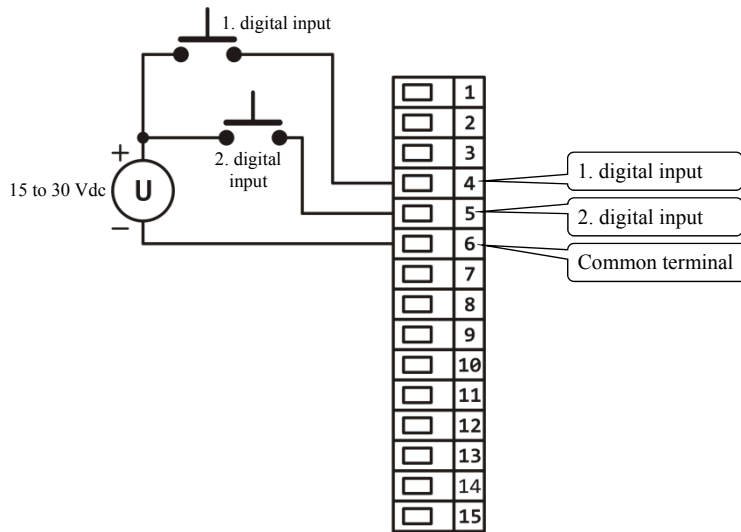 1. digital input
2. digital
input
+
15 to 30 Vdc
U
−
1
2
3
4
5
6
7
8
9
10
11
12
13
14
15
1. digital input
2. digital input
Common terminal